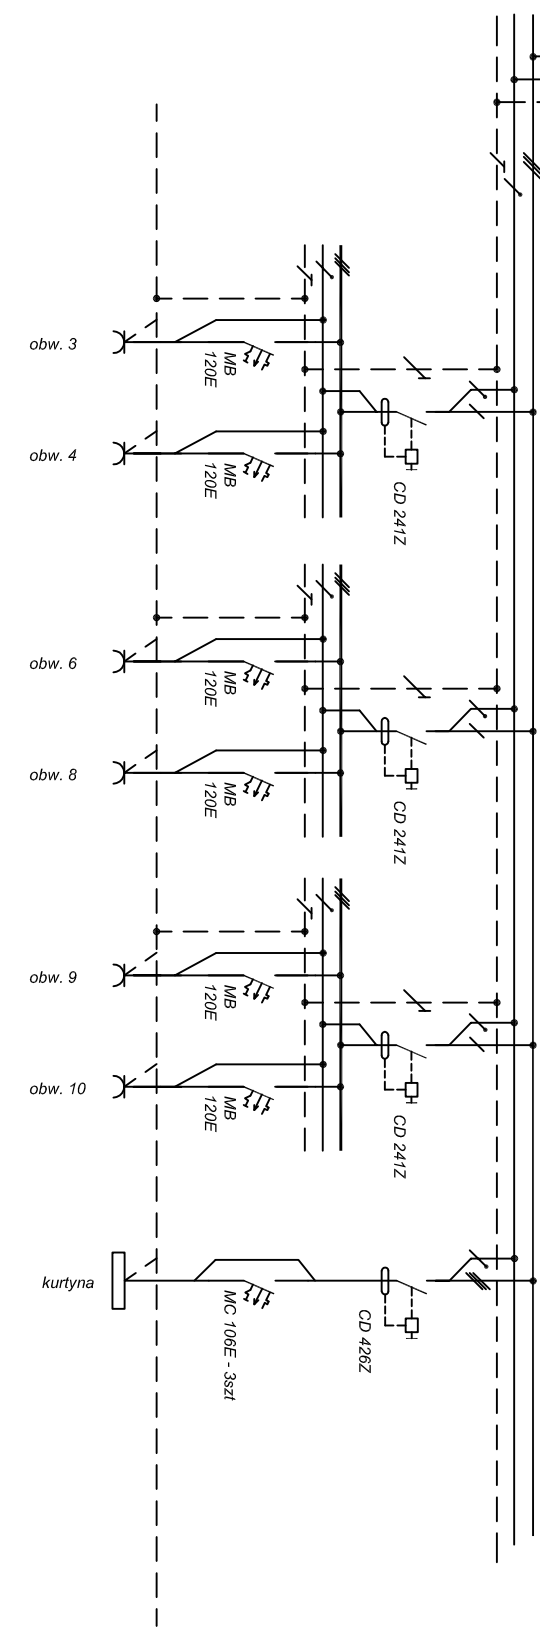 obw. 3
MB
120E
obw. 4
MB
120E
CD 241Z
obw. 6
MB
120E
obw. 8
MB
120E
CD 241Z
obw. 9
MB
120E
obw. 10
MB
120E
CD 241Z
kurtyna
MC 106E - 3szt
CD 426Z